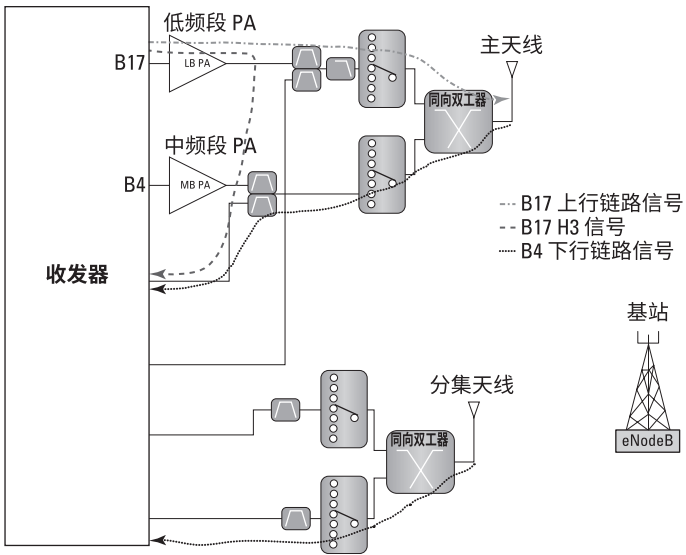 低频段 PA
B17
LB PA
主天线
同向双工器
中频段 PA
B4
MB PA
B17 上行链路信号
B17 H3 信号
B4 下行链路信号
收发器
基站
eNodeB
分集天线
同向双工器